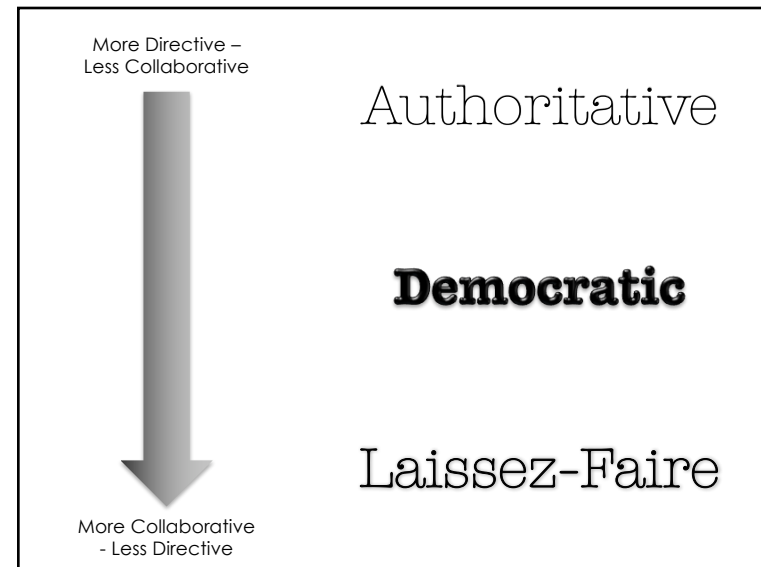 More Directive –
Less Collaborative
Authoritative
Democratic
Laissez-Faire
More Collaborative
- Less Directive